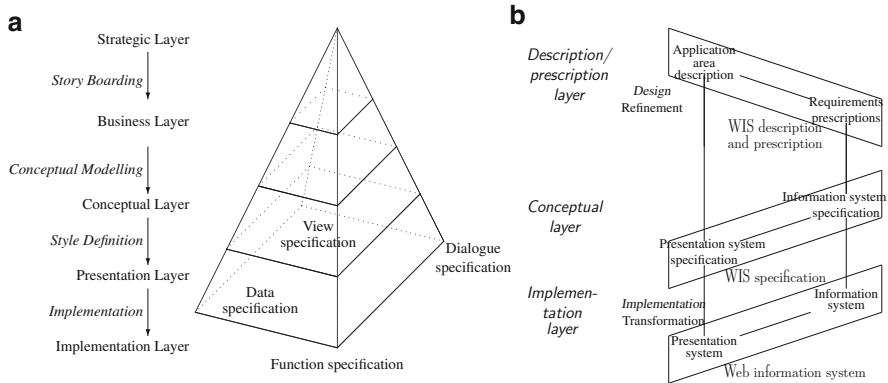 a
Strategic Layer
Story Boarding
Business Layer
Conceptual Modelling
Conceptual Layer
Style Definition
Presentation Layer
Implementation
Implementation Layer
View
specification
Data
specification
Dialogue
specification
Function specification
b
Description/
prescription
layer
Application
area
description
Design
Refinement
Requirements
prescriptions
WIS description
and prescription
Conceptual
layer
Information system
specification
Presentation system
specification
WIS specification
Implemen-
tation
layer
Implementation
Transformation
Information
system
Presentation
system
Web information system